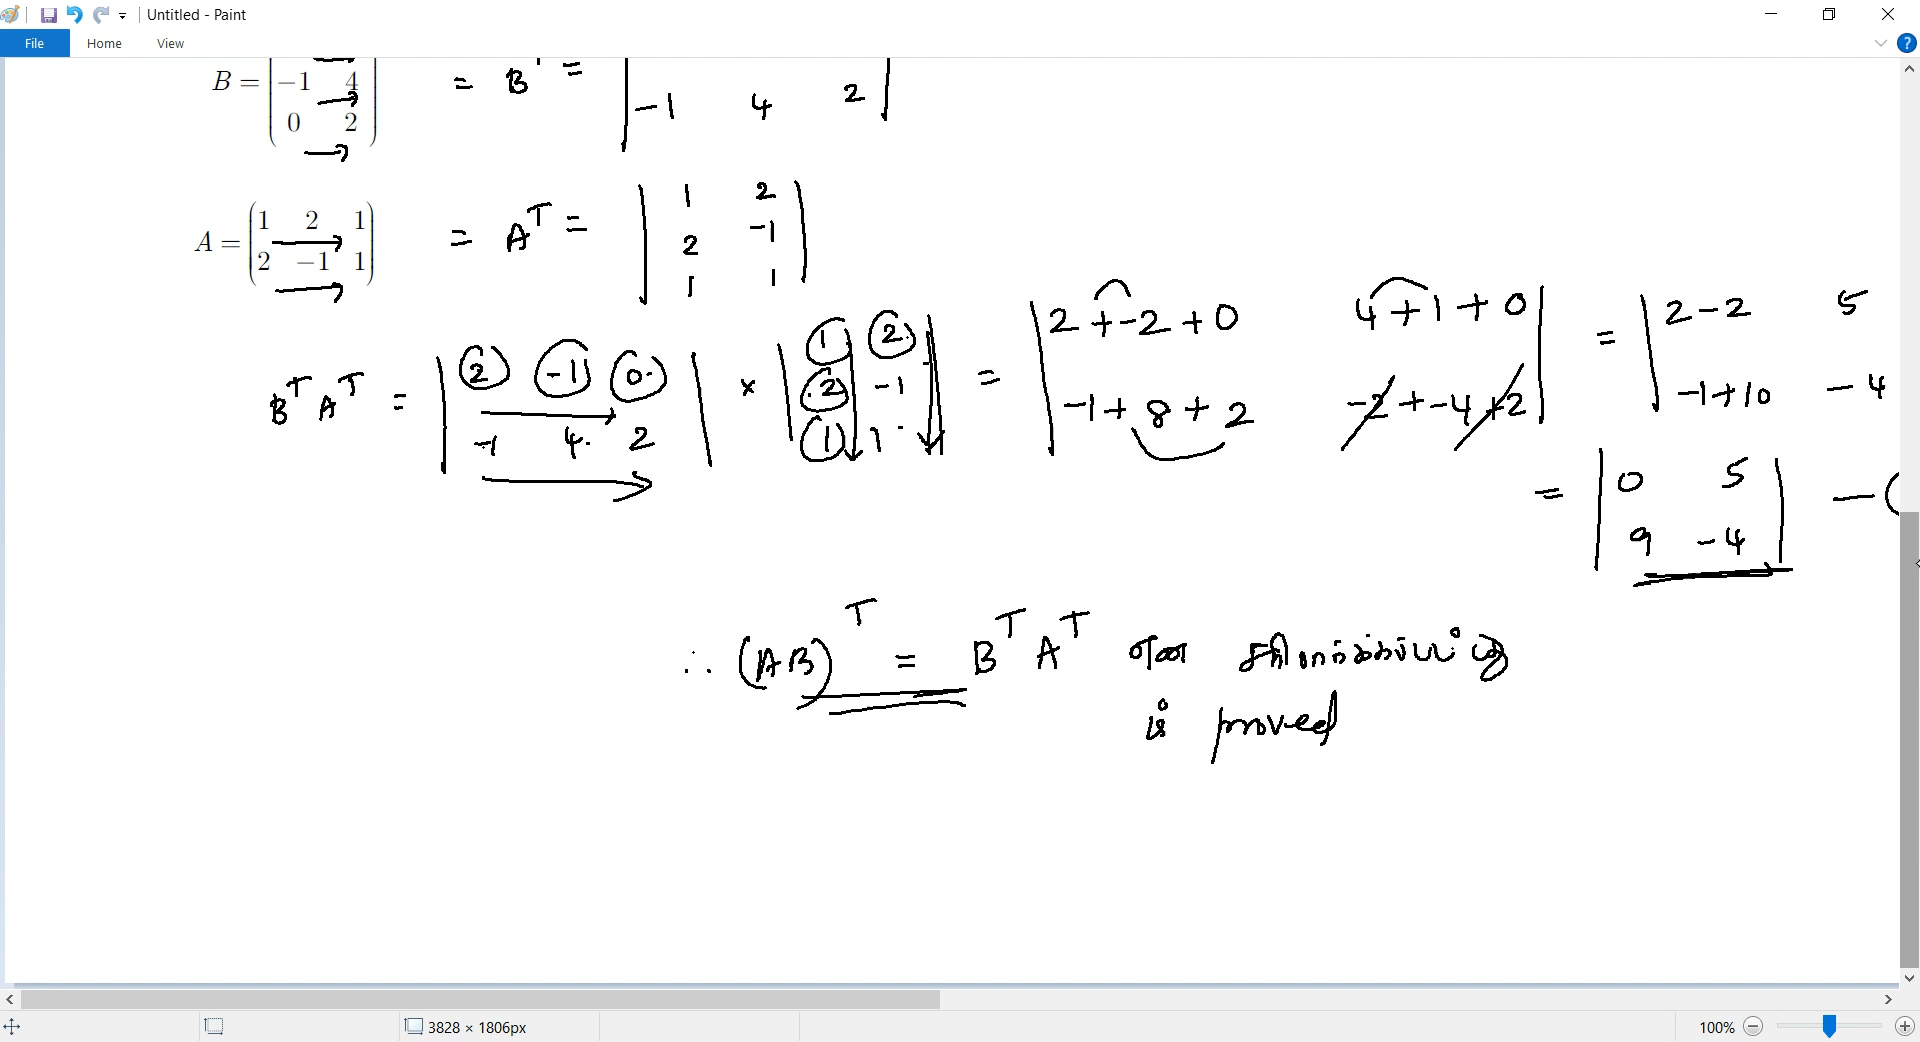 Untitled - Paint
File Home View
B = -1 4 = B^T =
0 2
-1 4 2
A = (1 2 1 = A^T = | 1 2 |
2 -1 1) 2 -1
1 1
B^T A^T = | 2 -1 0 | × | 1 2 | = | 2 + -2 + 0 4 + 1 + 0 | = | 2 - 2 5
-1 4 2 2 -1 -1 + 8 + 2 -2 + -4 + 2 -1 + 10 -4
1 1
= | 0 5 | - (
9 -4
∴ (AB)^T = B^T A^T என சரிபார்க்கப்பட்டது
is proved
3828 × 1806px 100%